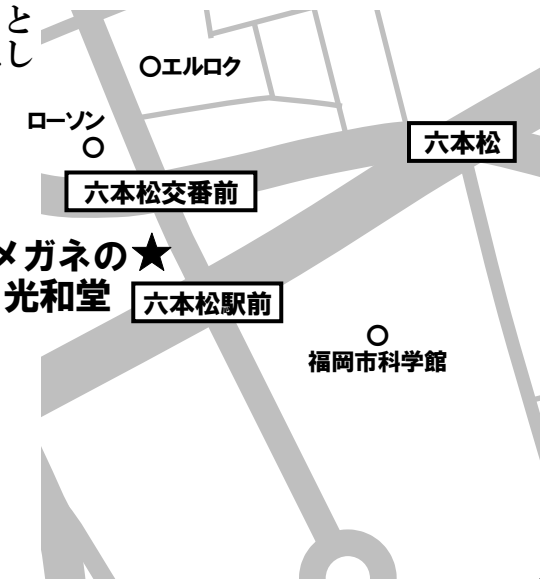 と
し
エルロク
ローソン
六本松
六本松交番前
メガネの
光和堂
六本松駅前
福岡市科学館